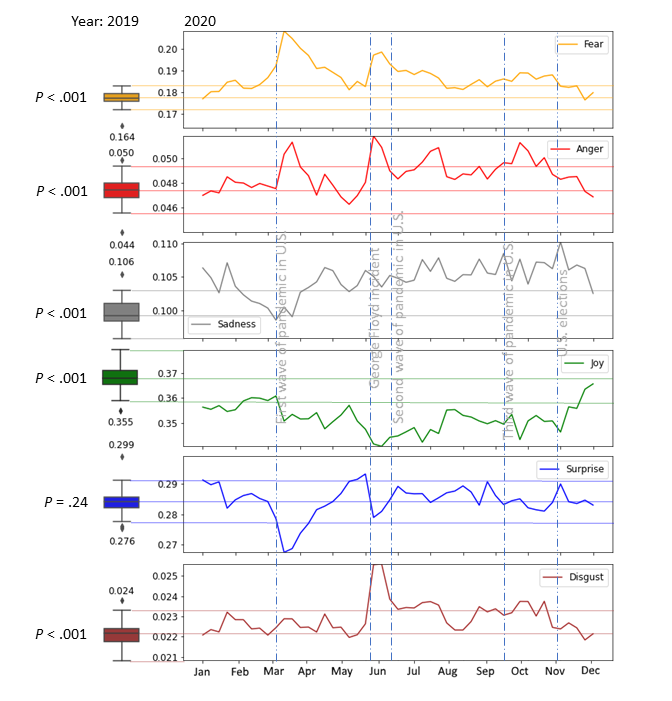 Year: 2019 2020
Fear
0.20
0.19
0.18
0.17
P < .001
0.164
0.050
Anger
0.050
0.048
0.046
P < .001
0.044
0.106
0.110
0.105
0.100
Sadness
P < .001
First wave of pandemic in U.S.
George Floyd incident
Second wave of pandemic in U.S.
Third wave of pandemic in U.S.
U.S. elections
Joy
0.37
0.36
0.35
P < .001
0.355
0.299
Surprise
0.29
0.28
0.27
P = .24
0.276
0.024
Disgust
0.025
0.024
0.023
0.022
0.021
P < .001
Jan Feb Mar Apr May Jun Jul Aug Sep Oct Nov Dec